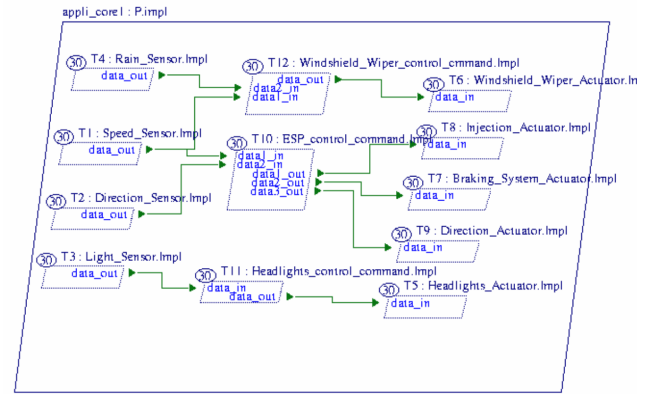 appli_core1 : P.impl
30 T4 : Rain_Sensor.Impl
data_out
30 T12 : Windshield_Wiper_control_cmmand.Impl
data_out
data2_in
data1_in
30 T6 : Windshield_Wiper_Actuator.Im
data_in
30 T1 : Speed_Sensor.Impl
data_out
30 T10 : ESP_control_command.Impl
data1_in
data2_in
data1_out
data2_out
data3_out
30 T8 : Injection_Actuator.Impl
data_in
30 T7 : Braking_System_Actuator.Impl
data_in
30 T2 : Direction_Sensor.Impl
data_out
30 T9 : Direction_Actuator.Impl
data_in
30 T3 : Light_Sensor.Impl
data_out
30 T11 : Headlights_control_command.Impl
data_in
data_out
30 T5 : Headlights_Actuator.Impl
data_in